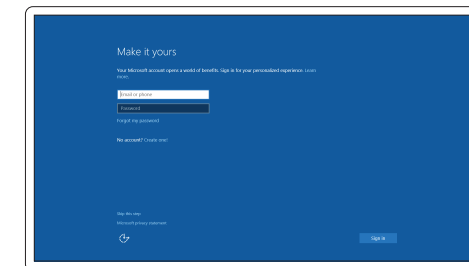 Make it yours
Your Microsoft account opens a world of benefits. Sign in for your personalized experience. Learn
more.
Email or phone
Password
Forgot my password
No account? Create one!
Skip this step
Microsoft privacy statement
Sign in